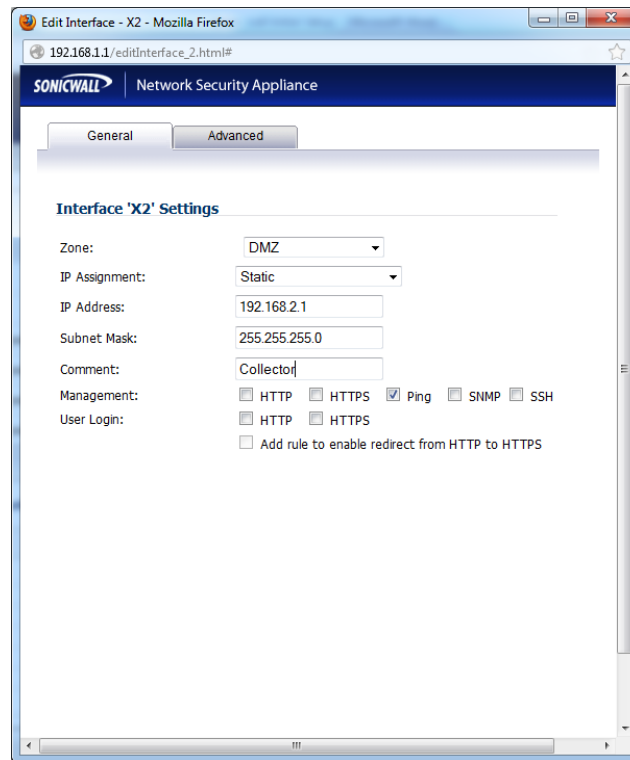 Edit Interface - X2 - Mozilla Firefox
192.168.1.1/editInterface_2.html#
SONICWALL Network Security Appliance
General Advanced
Interface 'X2' Settings
Zone: DMZ
IP Assignment: Static
IP Address: 192.168.2.1
Subnet Mask: 255.255.255.0
Comment: Collector
Management: HTTP HTTPS Ping SNMP SSH
User Login: HTTP HTTPS
Add rule to enable redirect from HTTP to HTTPS